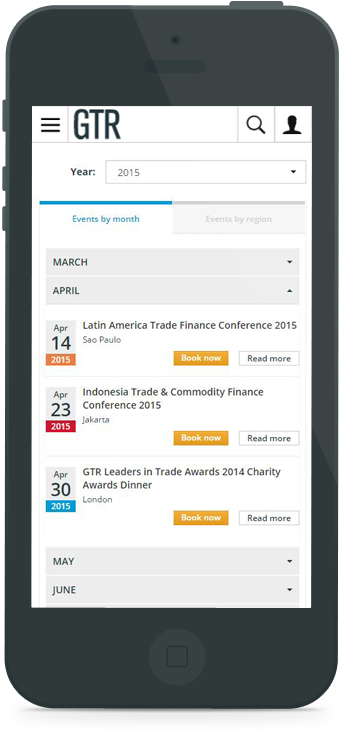 GTR
Year: 2015
Events by month Events by region
MARCH
APRIL
Apr
14
2015
Latin America Trade Finance Conference 2015
Sao Paulo
Book now Read more
Apr
23
2015
Indonesia Trade & Commodity Finance
Conference 2015
Jakarta
Book now Read more
Apr
30
2015
GTR Leaders in Trade Awards 2014 Charity
Awards Dinner
London
Book now Read more
MAY
JUNE